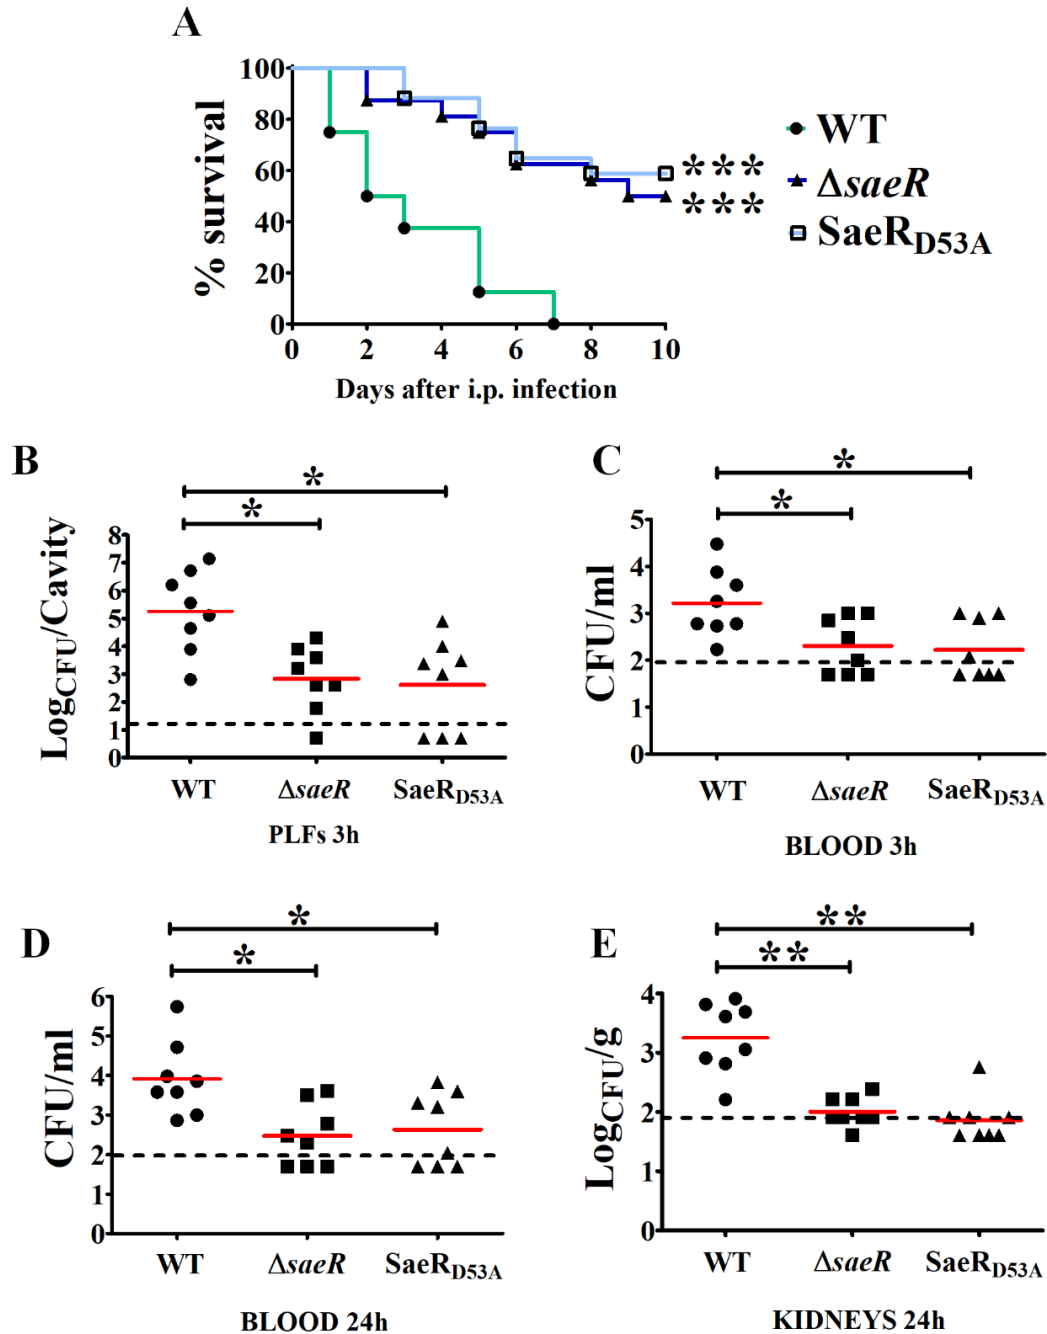 A
% survival
100
80
60
40
20
0
0 2 4 6 8 10
Days after i.p. infection
***
***
WT
ΔsaeR
SaeRD53A
B
*
*
LogCFU/Cavity
8
7
6
5
4
3
2
1
0
WT ΔsaeR SaeRD53A
PLFs 3h
C
*
*
CFU/ml
5
4
3
2
1
0
WT ΔsaeR SaeRD53A
BLOOD 3h
D
*
*
CFU/ml
6
5
4
3
2
1
0
WT ΔsaeR SaeRD53A
BLOOD 24h
E
**
**
LogCFU/g
4
3
2
1
0
WT ΔsaeR SaeRD53A
KIDNEYS 24h